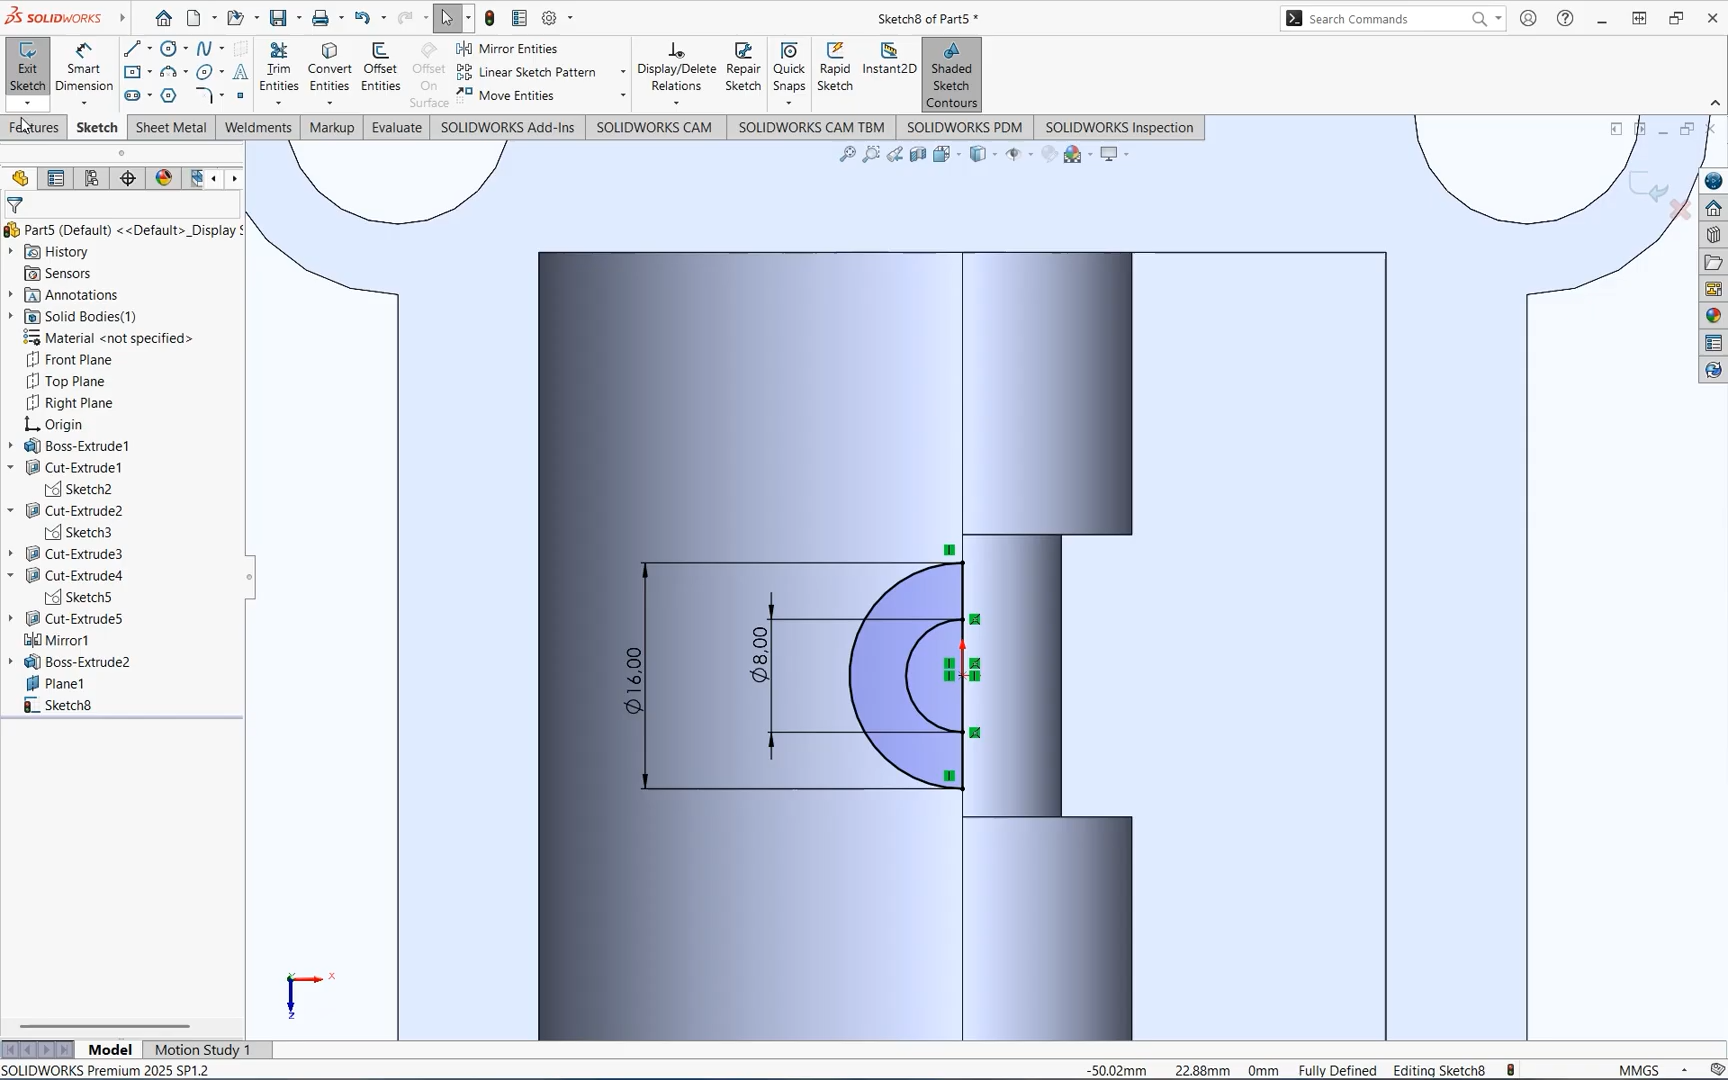 SOLIDWORKS
Sketch8 of Part5 *
Search Commands
Exit
Sketch
Smart
Dimension
Trim
Entities
Convert
Entities
Offset
Entities
Offset
On
Surface
Mirror Entities
Linear Sketch Pattern
Move Entities
Display/Delete
Relations
Repair
Sketch
Quick
Snaps
Rapid
Sketch
Instant2D
Shaded
Sketch
Contours
Features
Sketch
Sheet Metal
Weldments
Markup
Evaluate
SOLIDWORKS Add-Ins
SOLIDWORKS CAM
SOLIDWORKS CAM TBM
SOLIDWORKS PDM
SOLIDWORKS Inspection
Part5 (Default) <<Default>_Display S
History
Sensors
Annotations
Solid Bodies(1)
Material <not specified>
Front Plane
Top Plane
Right Plane
Origin
Boss-Extrude1
Cut-Extrude1
Sketch2
Cut-Extrude2
Sketch3
Cut-Extrude3
Cut-Extrude4
Sketch5
Cut-Extrude5
Mirror1
Boss-Extrude2
Plane1
Sketch8
Ø16,00
Ø8,00
Y
X
Z
Model
Motion Study 1
SOLIDWORKS Premium 2025 SP1.2
-50.02mm
22.88mm
0mm
Fully Defined
Editing Sketch8
MMGS